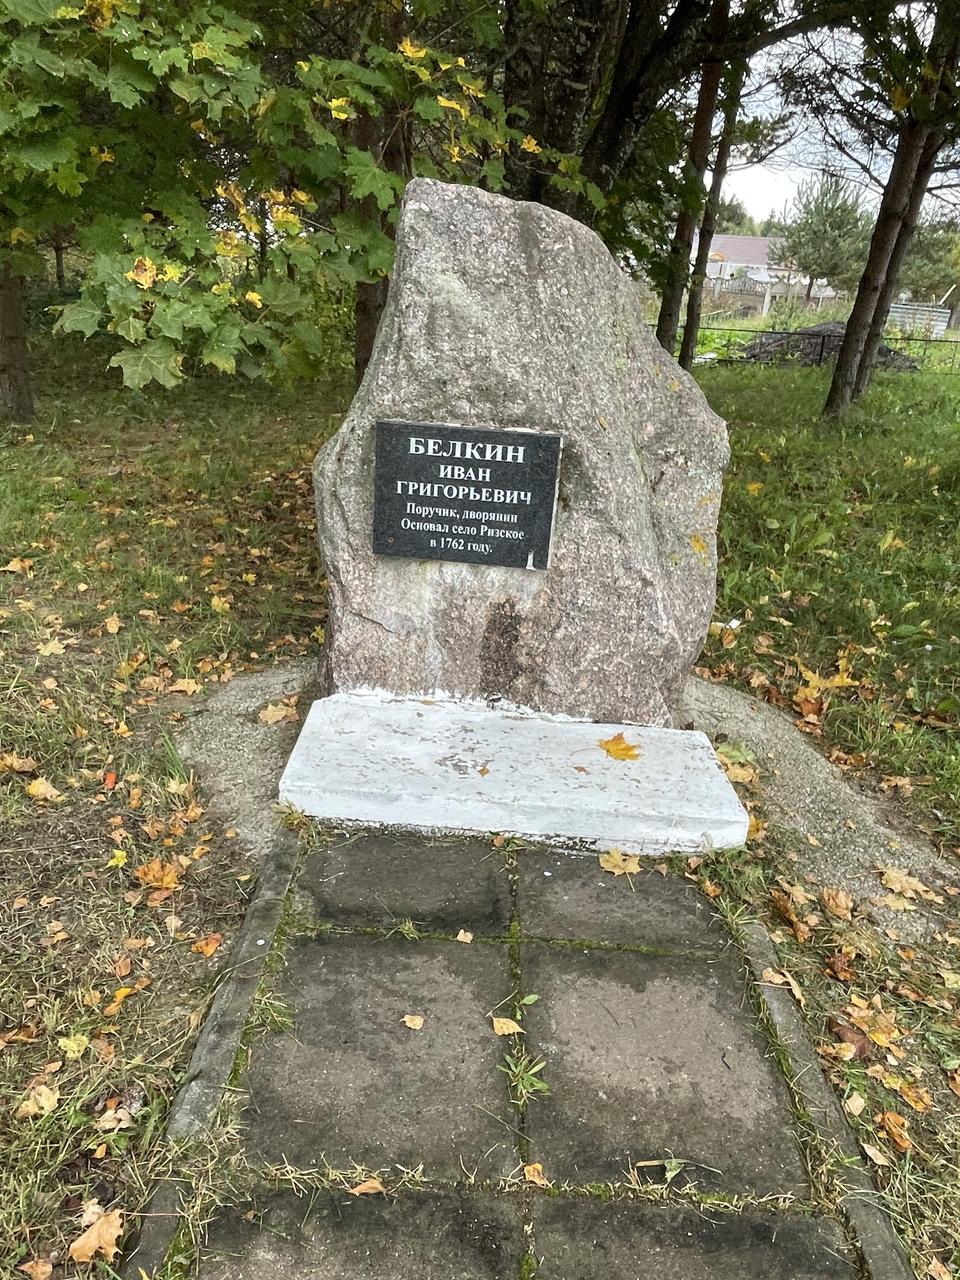 БЕЛКИН
ИВАН
ГРИГОРЬЕВИЧ
Поручик, дворянин
Основал село Ризское
в 1762 году.